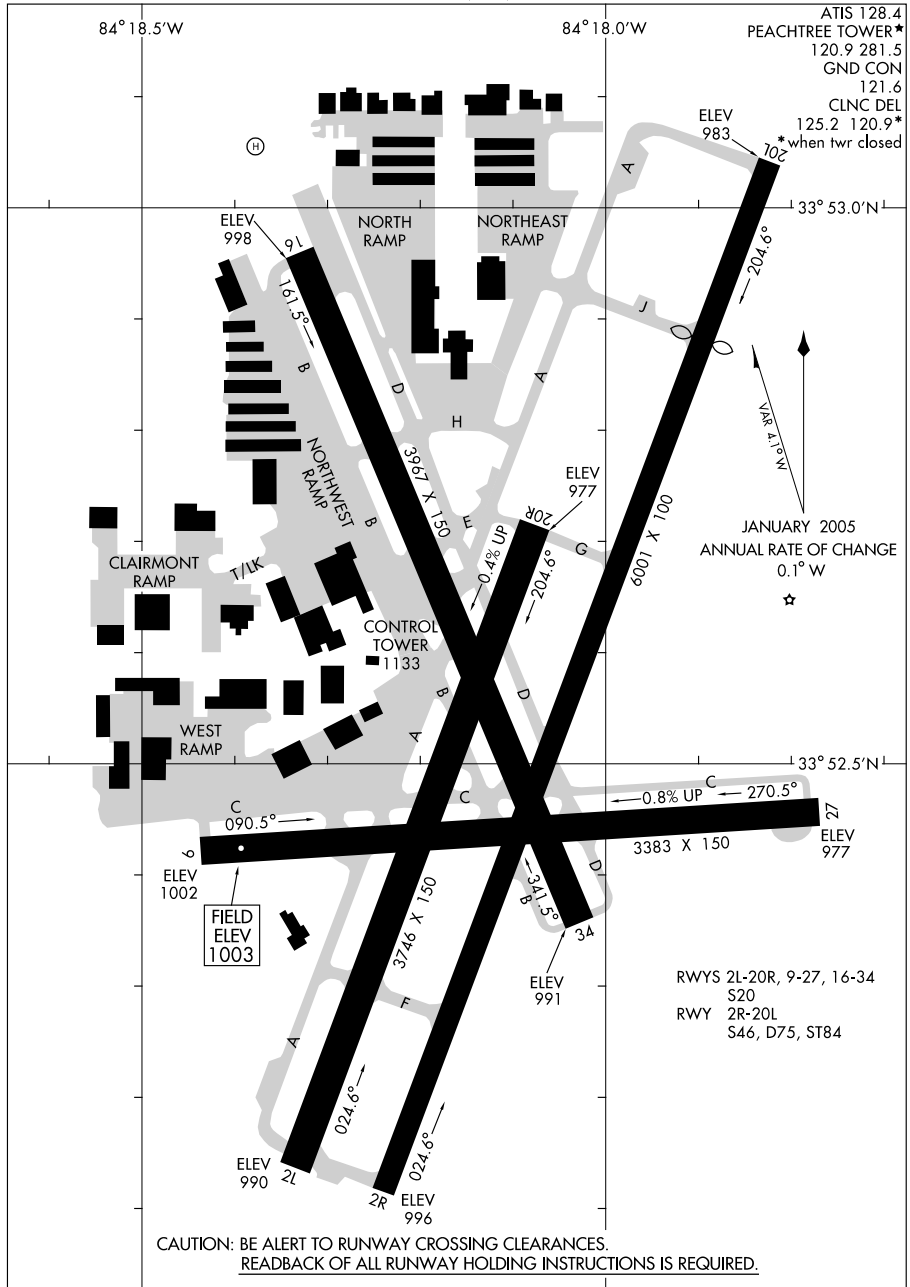 84° 18.5'W
84° 18.0'W
ATIS 128.4
PEACHTREE TOWER★
120.9 281.5
GND CON
121.6
CLNC DEL
125.2 120.9*
* when twr closed
ELEV
983
20L
A
H
33° 53.0'N
ELEV
998
16
NORTH
RAMP
NORTHEAST
RAMP
204.6°
161.5°
J
B
D
A
H
VAR 4.1° W
3967 X 150
NORTHWEST
RAMP
ELEV
977
20R
B
E
G
0.4% UP
204.6°
6001 X 100
JANUARY 2005
ANNUAL RATE OF CHANGE
0.1° W
CLAIRMONT
RAMP
T/LK
CONTROL
TOWER
1133
B
D
A
WEST
RAMP
33° 52.5'N
C
090.5°
C
0.8% UP
C
270.5°
9
27
ELEV
1002
3383 X 150
ELEV
977
FIELD
ELEV
1003
341.5°
B
D
34
3746 X 150
ELEV
991
RWYS 2L-20R, 9-27, 16-34
S20
RWY 2R-20L
S46, D75, ST84
F
A
024.6°
024.6°
ELEV
990
2L
2R
ELEV
996
CAUTION: BE ALERT TO RUNWAY CROSSING CLEARANCES.
READBACK OF ALL RUNWAY HOLDING INSTRUCTIONS IS REQUIRED.